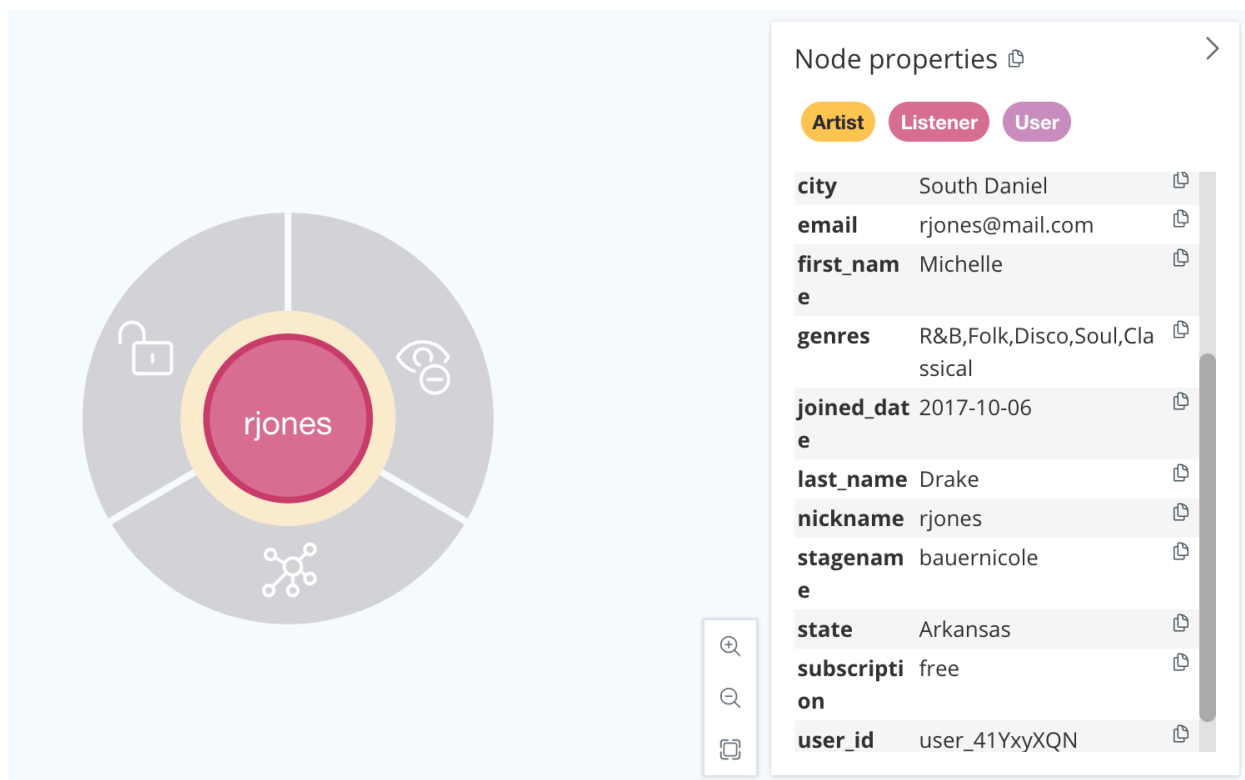 Node properties
Artist Listener User
city South Daniel
email rjones@mail.com
first_nam Michelle
e
genres R&B,Folk,Disco,Soul,Cla
ssical
joined_dat 2017-10-06
e
last_name Drake
nickname rjones
stagenam bauernicole
e
state Arkansas
subscripti free
on
user_id user_41YxyXQN
rjones